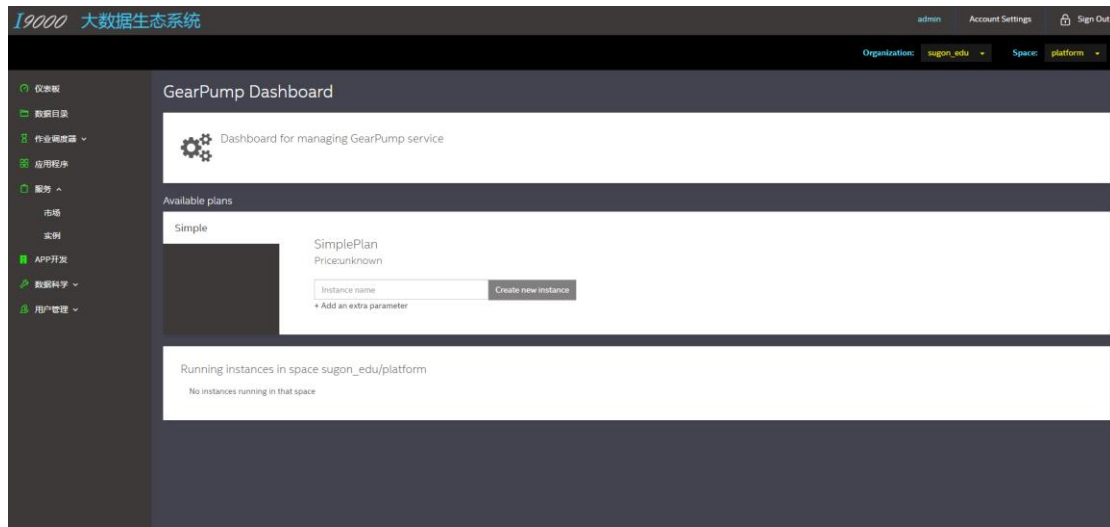 I9000 大数据生态系统
admin Account Settings Sign Out
Organization: sugon_edu Space: platform
仪表板
数据目录
作业调度器
应用程序
服务
市场
实例
APP开发
数据科学
用户管理
GearPump Dashboard
Dashboard for managing GearPump service
Available plans
Simple
SimplePlan
Price:unknown
Instance name Create new instance
+ Add an extra parameter
Running instances in space sugon_edu/platform
No instances running in that space